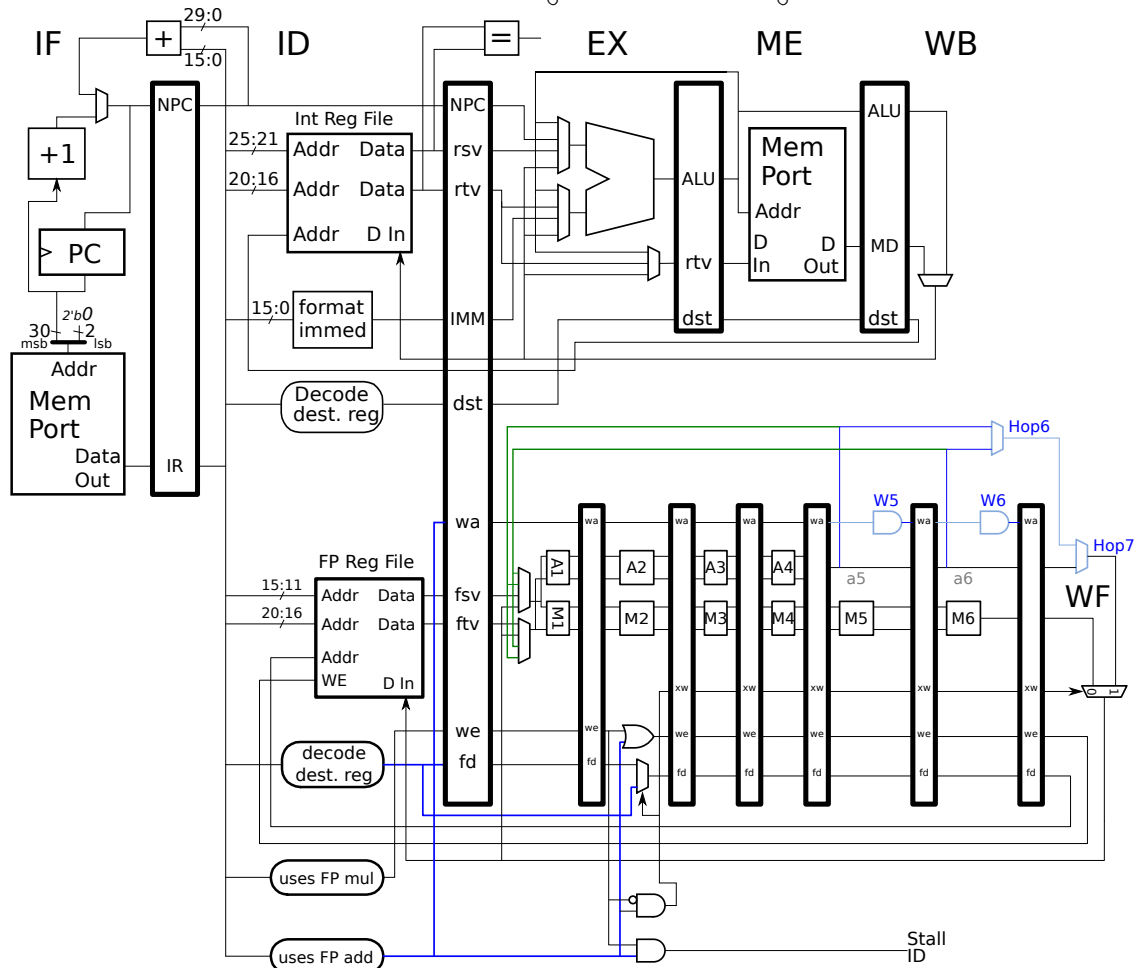 IF
ID
EX
ME
WB
29:0
15:0
+
=
NPC
NPC
ALU
+1
Int Reg File
25:21
Addr
Data
rsv
20:16
Addr
Data
rtv
Addr
D In
Mem
Port
ALU
Addr
D
In
D
Out
MD
rtv
PC
2'b0
30
2
msb
lsb
15:0
format
immed
IMM
dst
dst
Addr
Mem
Port
Data
Out
IR
Decode
dest. reg
dst
Hop6
W5
W6
wa
wa
wa
wa
wa
wa
wa
Hop7
FP Reg File
A1
A2
A3
A4
a5
a6
WF
15:11
Addr
Data
fsv
20:16
Addr
Data
ftv
M1
M2
M3
M4
M5
M6
Addr
WE
D In
xw
xw
xw
xw
xw
0
1
we
we
we
we
we
we
we
decode
dest. reg
fd
fd
fd
fd
fd
fd
fd
uses FP mul
uses FP add
Stall
ID